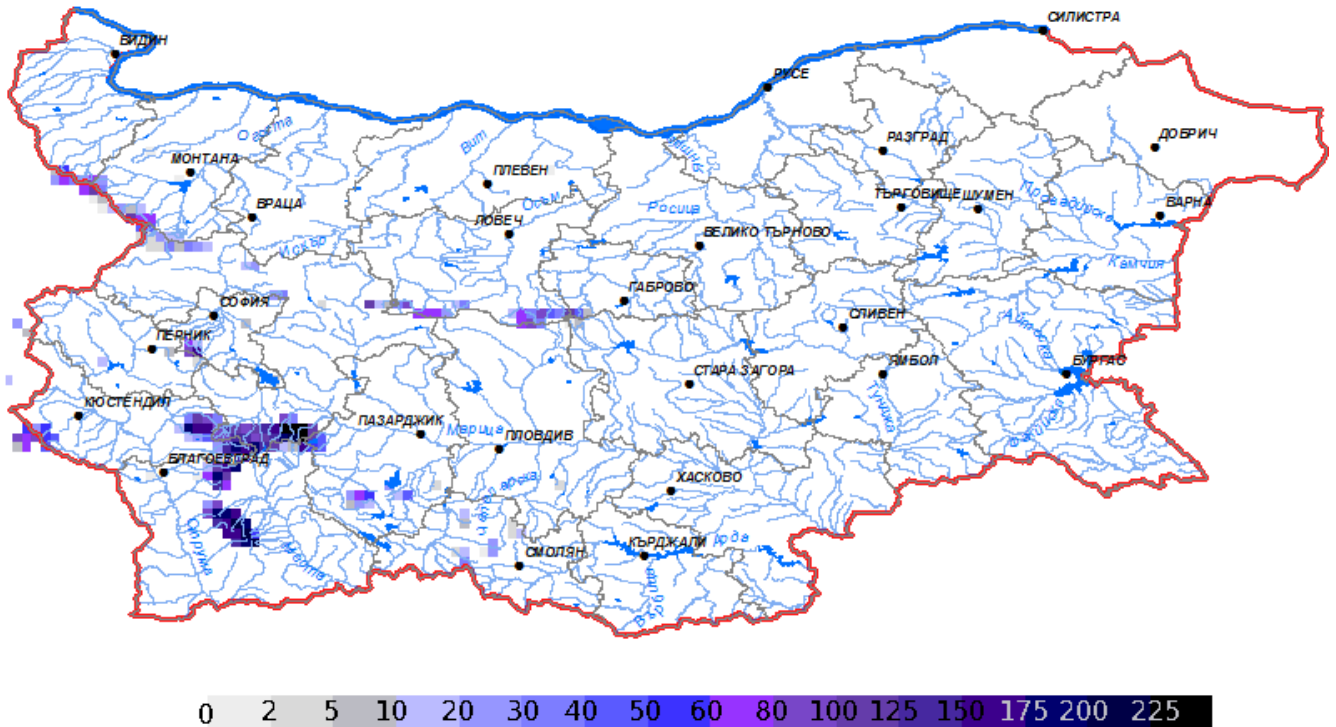 СИЛИСТРА
ВИДИН
РУСЕ
Огоста
Вит
РАЗГРАД
ДОБРИЧ
МОНТАНА
ПЛЕВЕН
ТЪРГОВИЩЕ
ШУМЕН
ВРАЦА
Осъм
Росица
ВАРНА
ЛОВЕЧ
ВЕЛИКО ТЪРНОВО
Искър
Камчия
ГАБРОВО
СОФИЯ
СЛИВЕН
Айтоска
ПЕРНИК
СТАРА ЗАГОРА
ЯМБОЛ
БУРГАС
КЮСТЕНДИЛ
ПАЗАРДЖИК
Марица
ПЛОВДИВ
Тунджа
БЛАГОЕВГРАД
ХАСКОВО
Струма
Места
СМОЛЯН
КЪРДЖАЛИ
Върбица
0 2 5 10 20 30 40 50 60 80 100 125 150 175 200 225